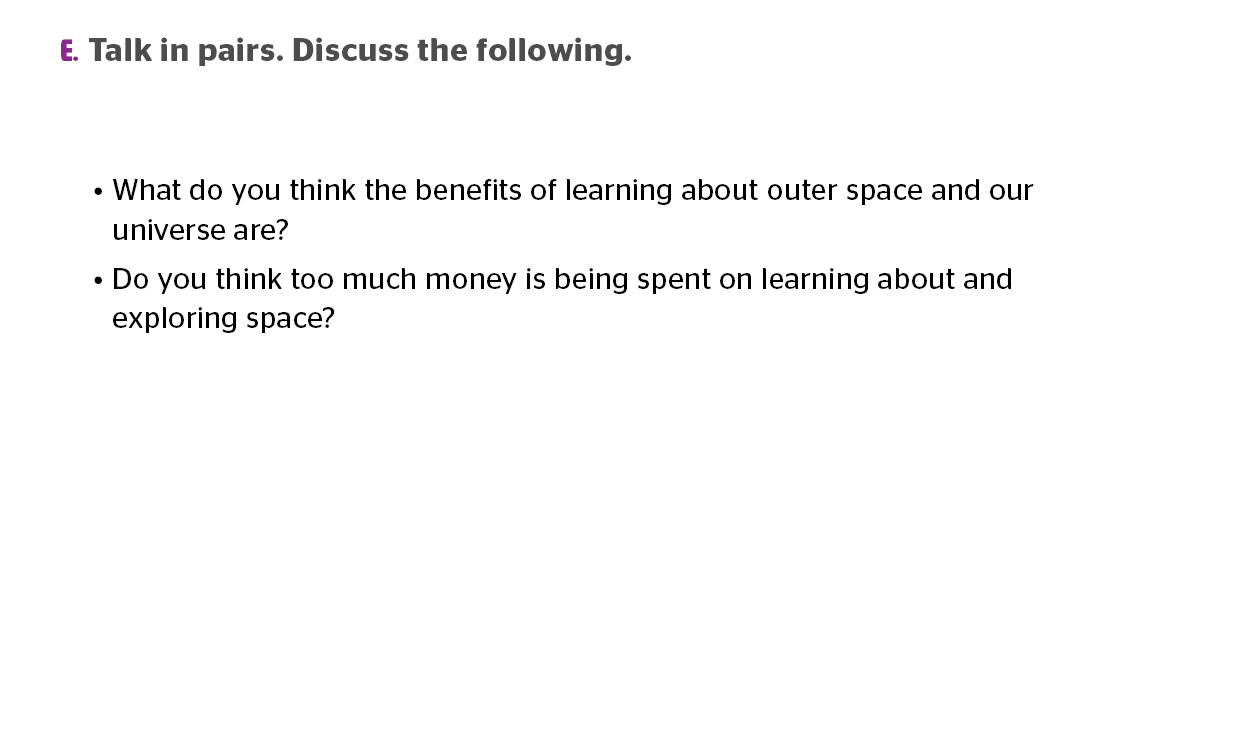 E. Talk in pairs. Discuss the following.
• What do you think the benefits of learning about outer space and our
universe are?
• Do you think too much money is being spent on learning about and
exploring space?